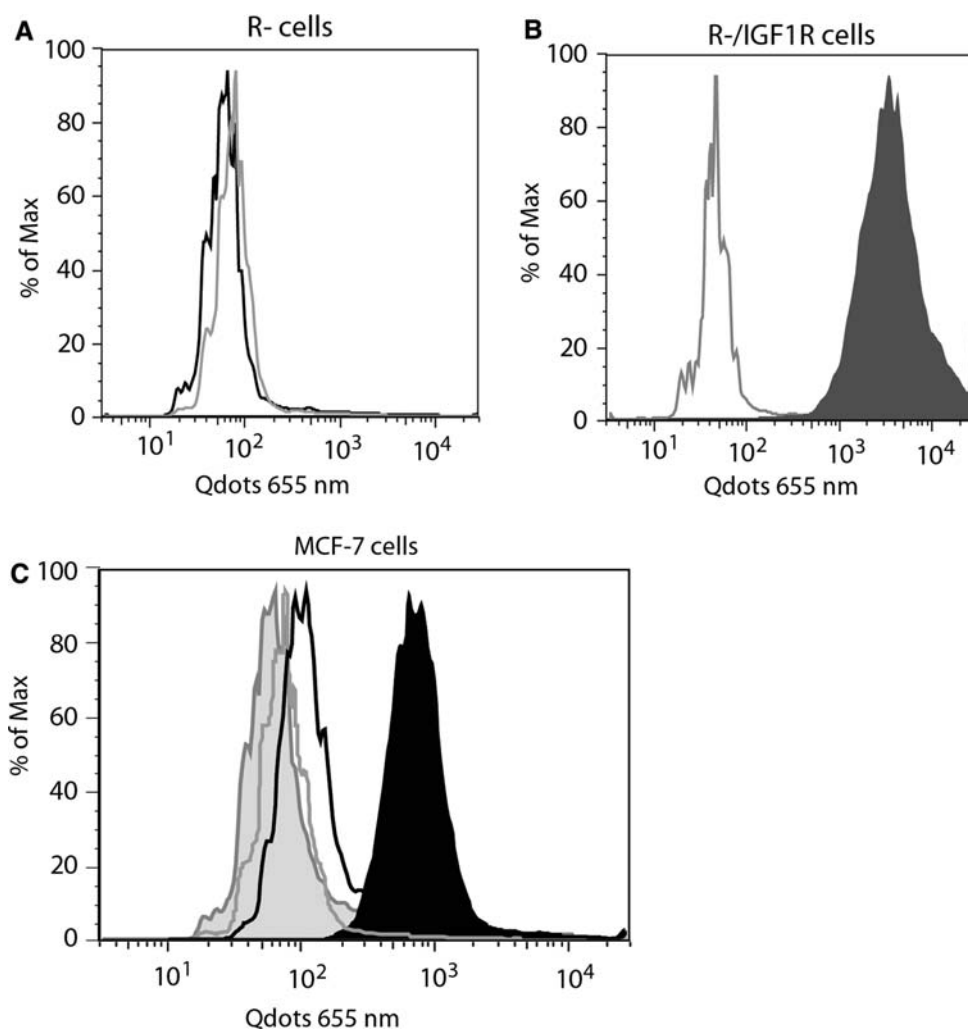 A
R- cells
100
80
60
40
20
0
% of Max
10¹ 10² 10³ 10⁴
Qdots 655 nm
B
R-/IGF1R cells
100
80
60
40
20
0
% of Max
10¹ 10² 10³ 10⁴
Qdots 655 nm
C
MCF-7 cells
100
80
60
40
20
0
% of Max
10¹ 10² 10³ 10⁴
Qdots 655 nm